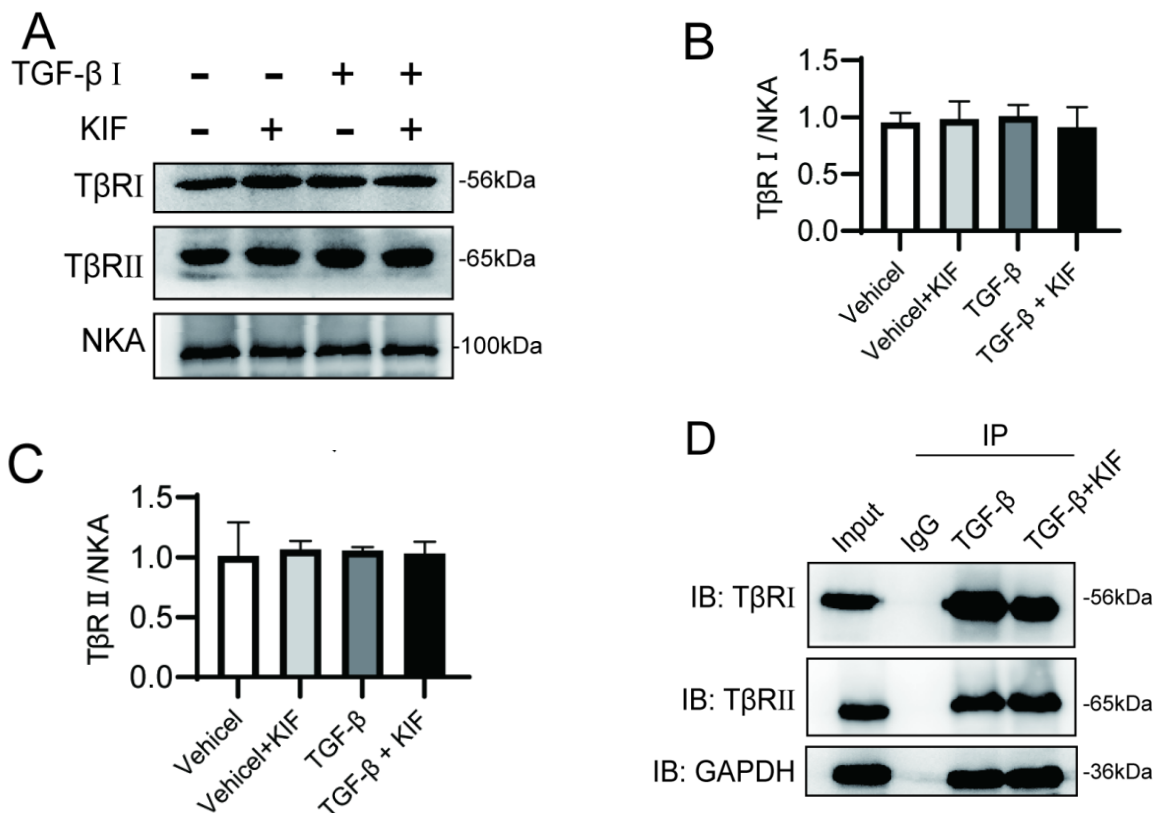 A
TGF-β Ⅰ - - + +
KIF - + - +
TβRI -56kDa
TβRII -65kDa
NKA -100kDa
B
TβR Ⅰ /NKA
1.5
1.0
0.5
0.0
Vehicel
Vehicel+KIF
TGF-β
TGF-β + KIF
C
TβR Ⅱ /NKA
1.5
1.0
0.5
0.0
Vehicel
Vehicel+KIF
TGF-β
TGF-β + KIF
D
IP
Input IgG TGF-β TGF-β+KIF
IB: TβRI -56kDa
IB: TβRII -65kDa
IB: GAPDH -36kDa